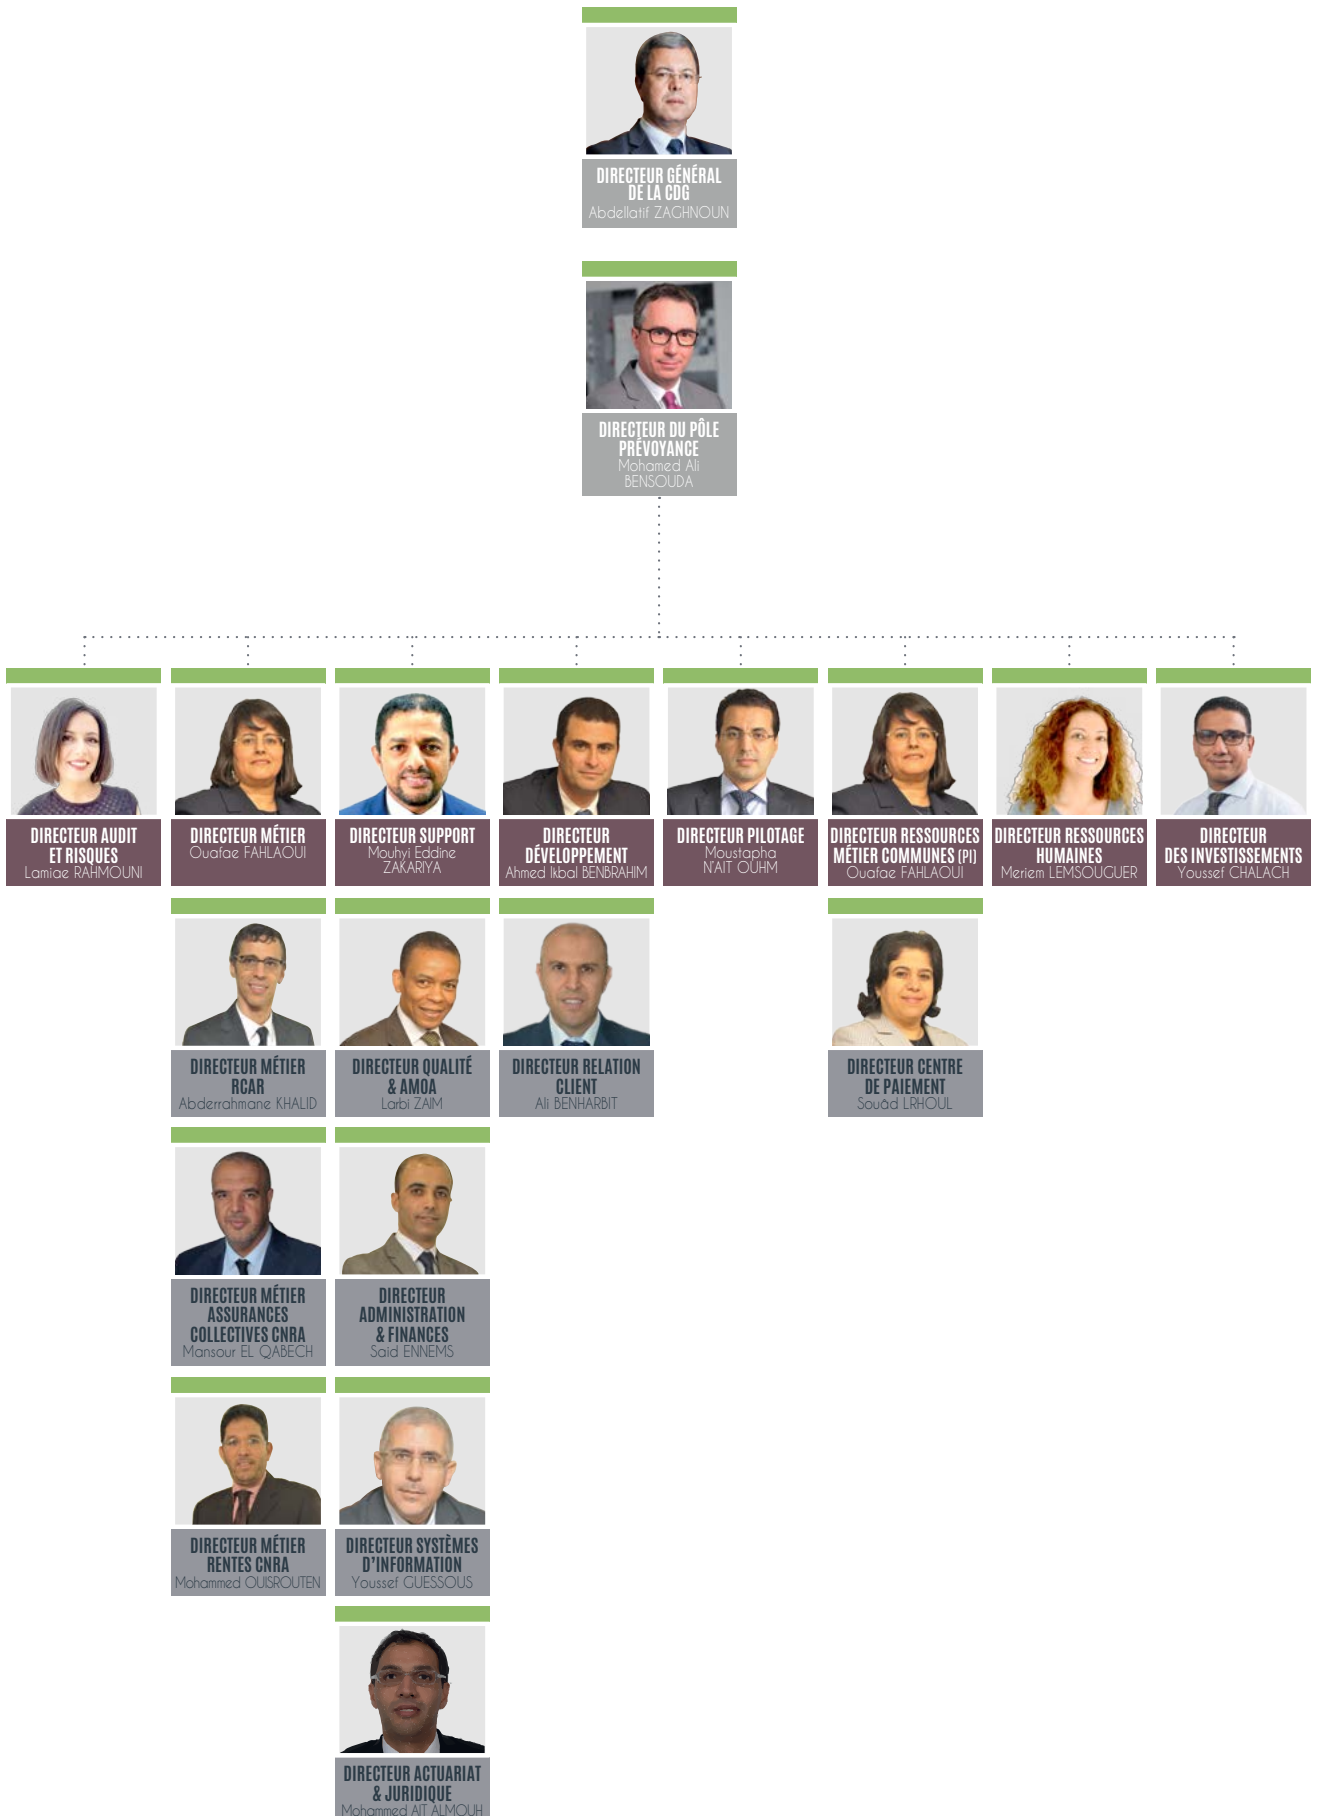 DIRECTEUR GÉNÉRAL
DE LA CDG
Abdellatif ZAGHNOUN
DIRECTEUR DU PÔLE
PRÉVOYANCE
Mohamed Ali
BENSOUDA
DIRECTEUR AUDIT
ET RISQUES
Lamiae RAHMOUNI
DIRECTEUR MÉTIER
Ouafae FAHLAOUI
DIRECTEUR SUPPORT
Mouhyi Eddine
ZAKARIYA
DIRECTEUR
DÉVELOPPEMENT
Ahmed Ikbal BENBRAHIM
DIRECTEUR PILOTAGE
Moustapha
N'AIT OUHM
DIRECTEUR RESSOURCES
MÉTIER COMMUNES (PI)
Ouafae FAHLAOUI
DIRECTEUR RESSOURCES
HUMAINES
Meriem LEMSOUGUER
DIRECTEUR
DES INVESTISSEMENTS
Youssef CHALACH
DIRECTEUR MÉTIER
RCAR
Abderrahmane KHALID
DIRECTEUR QUALITÉ
& AMOA
Larbi ZAIM
DIRECTEUR RELATION
CLIENT
Ali BENHARBIT
DIRECTEUR CENTRE
DE PAIEMENT
Souâd LRHOUL
DIRECTEUR MÉTIER
ASSURANCES
COLLECTIVES CNRA
Mansour EL QABECH
DIRECTEUR
ADMINISTRATION
& FINANCES
Said ENNEMS
DIRECTEUR MÉTIER
RENTES CNRA
Mohammed OUISROUTEN
DIRECTEUR SYSTÈMES
D'INFORMATION
Youssef GUESSOUS
DIRECTEUR ACTUARIAT
& JURIDIQUE
Mohammed AIT ALMOUH